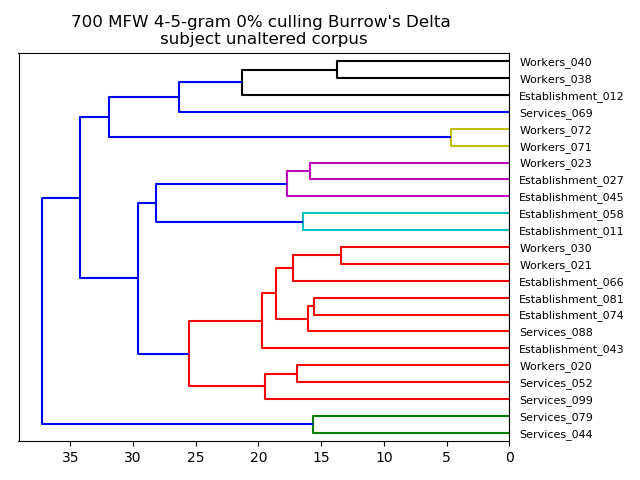 700 MFW 4-5-gram 0% culling Burrow's Delta
subject unaltered corpus
Workers_040
Workers_038
Establishment_012
Services_069
Workers_072
Workers_071
Workers_023
Establishment_027
Establishment_045
Establishment_058
Establishment_011
Workers_030
Workers_021
Establishment_066
Establishment_081
Establishment_074
Services_088
Establishment_043
Workers_020
Services_052
Services_099
Services_079
Services_044
35 30 25 20 15 10 5 0